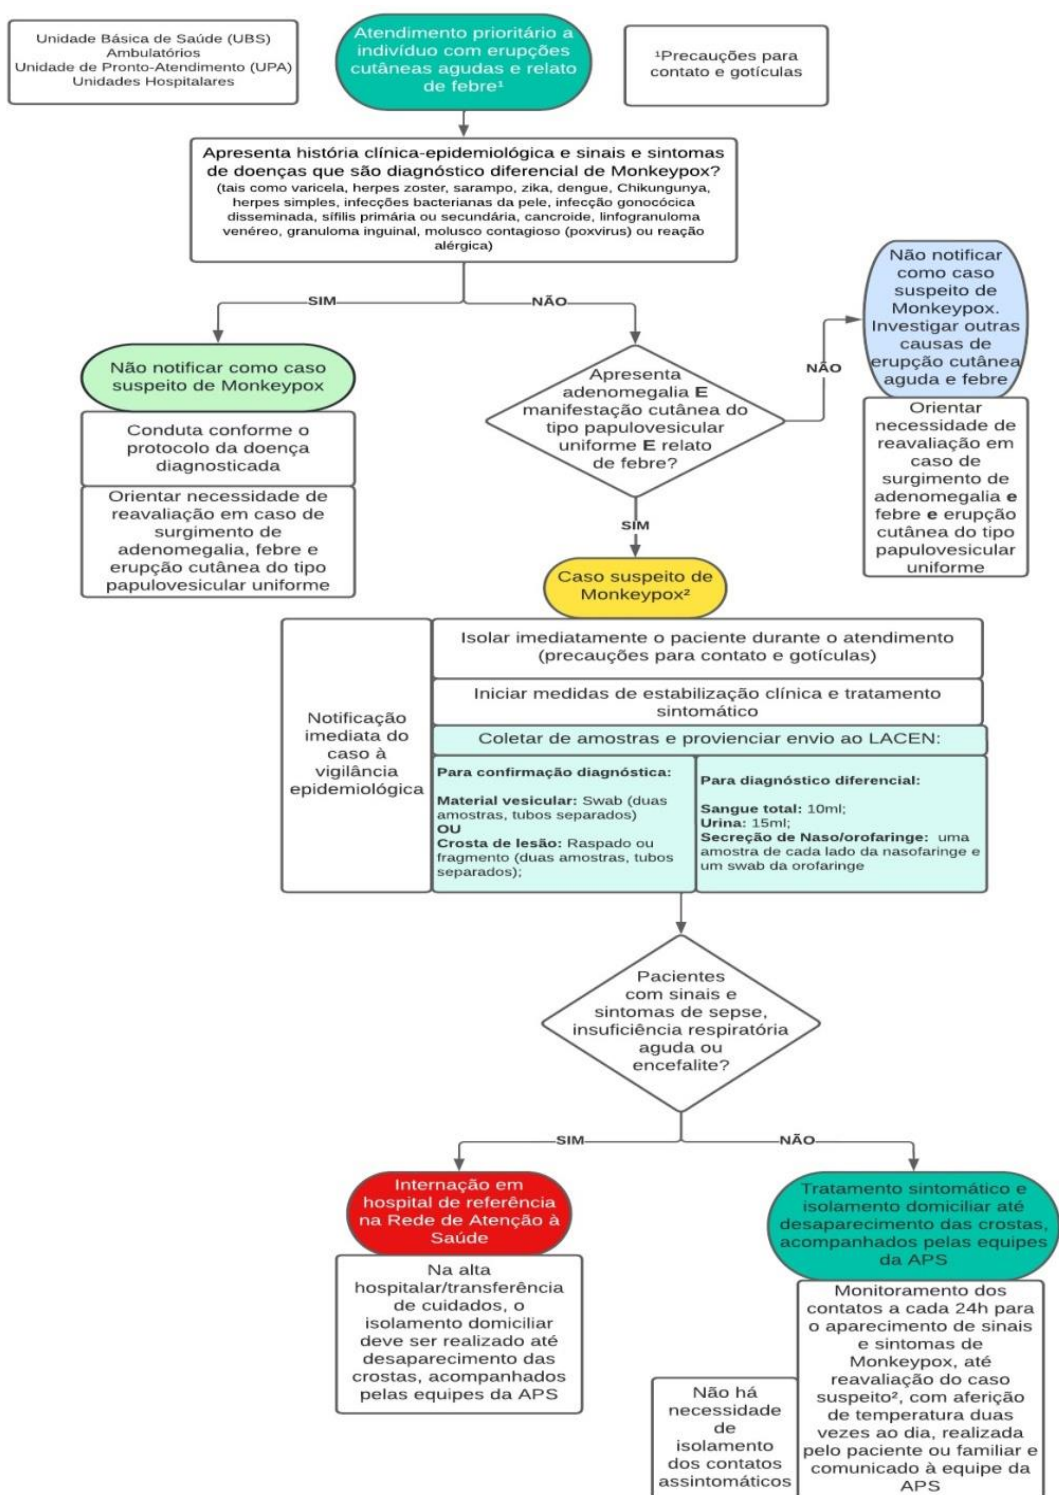 Unidade Básica de Saúde (UBS)
Ambulatórios
Unidade de Pronto-Atendimento (UPA)
Unidades Hospitalares
Atendimento prioritário a
indivíduo com erupções
cutâneas agudas e relato
de febre¹
¹Precauções para
contato e gotículas
Apresenta história clínica-epidemiológica e sinais e sintomas
de doenças que são diagnóstico diferencial de Monkeypox?
(tais como varicela, herpes zoster, sarampo, zika, dengue, Chikungunya,
herpes simples, infecções bacterianas da pele, infecção gonocócica
disseminada, sífilis primária ou secundária, cancroide, linfogranuloma
venéreo, granuloma inguinal, molusco contagioso (poxvirus) ou reação
alérgica)
SIM
NÃO
Não notificar como caso
suspeito de Monkeypox
Conduta conforme o
protocolo da doença
diagnosticada
Orientar necessidade de
reavaliação em caso de
surgimento de
adenomegalia, febre e
erupção cutânea do tipo
papulovesicular uniforme
Apresenta
adenomegalia E
manifestação cutânea do
tipo papulovesicular
uniforme E relato
de febre?
NÃO
Não notificar
como caso
suspeito de
Monkeypox.
Investigar outras
causas de
erupção cutânea
aguda e febre
Orientar
necessidade de
reavaliação em
caso de
surgimento de
adenomegalia e
febre e erupção
cutânea do tipo
papulovesicular
uniforme
SIM
Caso suspeito de
Monkeypox²
Notificação
imediata do
caso à
vigilância
epidemiológica
Isolar imediatamente o paciente durante o atendimento
(precauções para contato e gotículas)
Iniciar medidas de estabilização clínica e tratamento
sintomático
Coletar de amostras e provienciar envio ao LACEN:
Para confirmação diagnóstica:
Material vesicular: Swab (duas
amostras, tubos separados)
OU
Crosta de lesão: Raspado ou
fragmento (duas amostras, tubos
separados);
Para diagnóstico diferencial:
Sangue total: 10ml;
Urina: 15ml;
Secreção de Naso/orofaringe: uma
amostra de cada lado da nasofaringe e
um swab da orofaringe
Pacientes
com sinais e
sintomas de sepse,
insuficiência respiratória
aguda ou
encefalite?
SIM
NÃO
Internação em
hospital de referência
na Rede de Atenção à
Saúde
Na alta
hospitalar/transferência
de cuidados, o
isolamento domiciliar
deve ser realizado até
desaparecimento das
crostas, acompanhados
pelas equipes da APS
Tratamento sintomático e
isolamento domiciliar até
desaparecimento das crostas,
acompanhados pelas equipes
da APS
Não há
necessidade
de
isolamento
dos contatos
assintomáticos
Monitoramento dos
contatos a cada 24h para
o aparecimento de sinais
e sintomas de
Monkeypox, até
reavaliação do caso
suspeito², com aferição
de temperatura duas
vezes ao dia, realizada
pelo paciente ou familiar e
comunicado à equipe da
APS